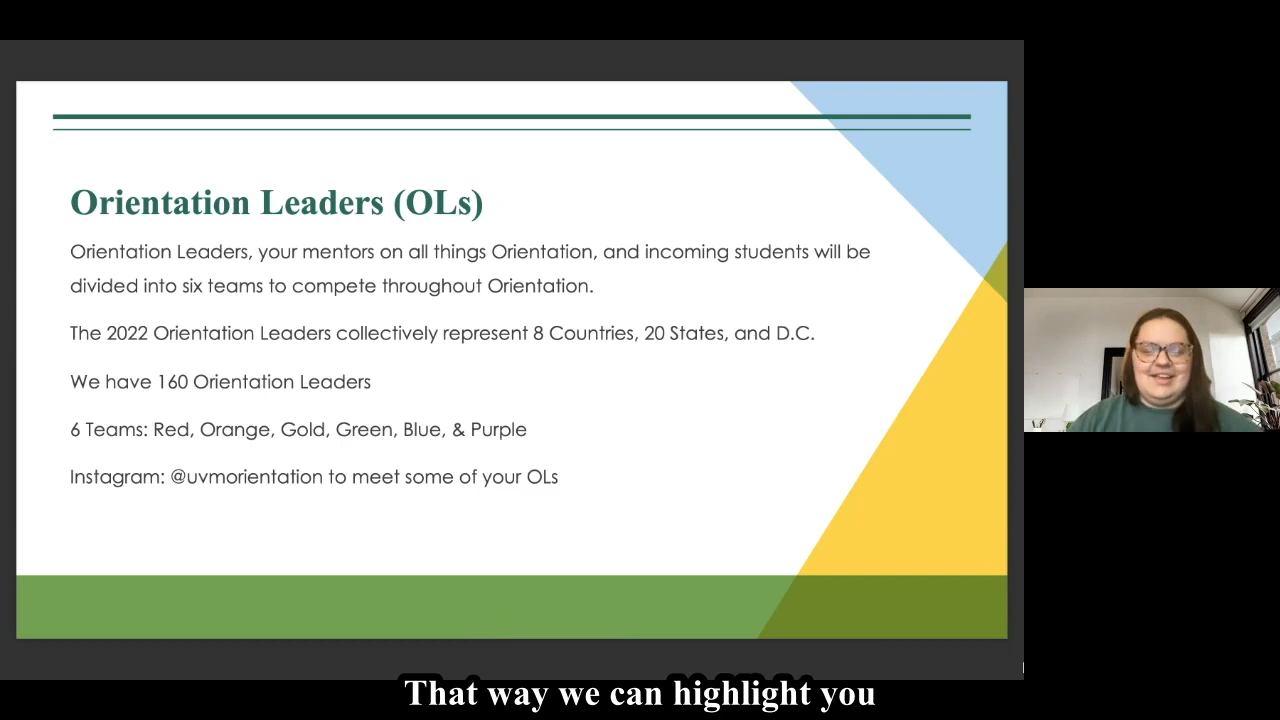 Orientation Leaders (OLs)
Orientation Leaders, your mentors on all things Orientation, and incoming students will be
divided into six teams to compete throughout Orientation.
The 2022 Orientation Leaders collectively represent 8 Countries, 20 States, and D.C.
We have 160 Orientation Leaders
6 Teams: Red, Orange, Gold, Green, Blue, & Purple
Instagram: @uvmorientation to meet some of your OLs
That way we can highlight you